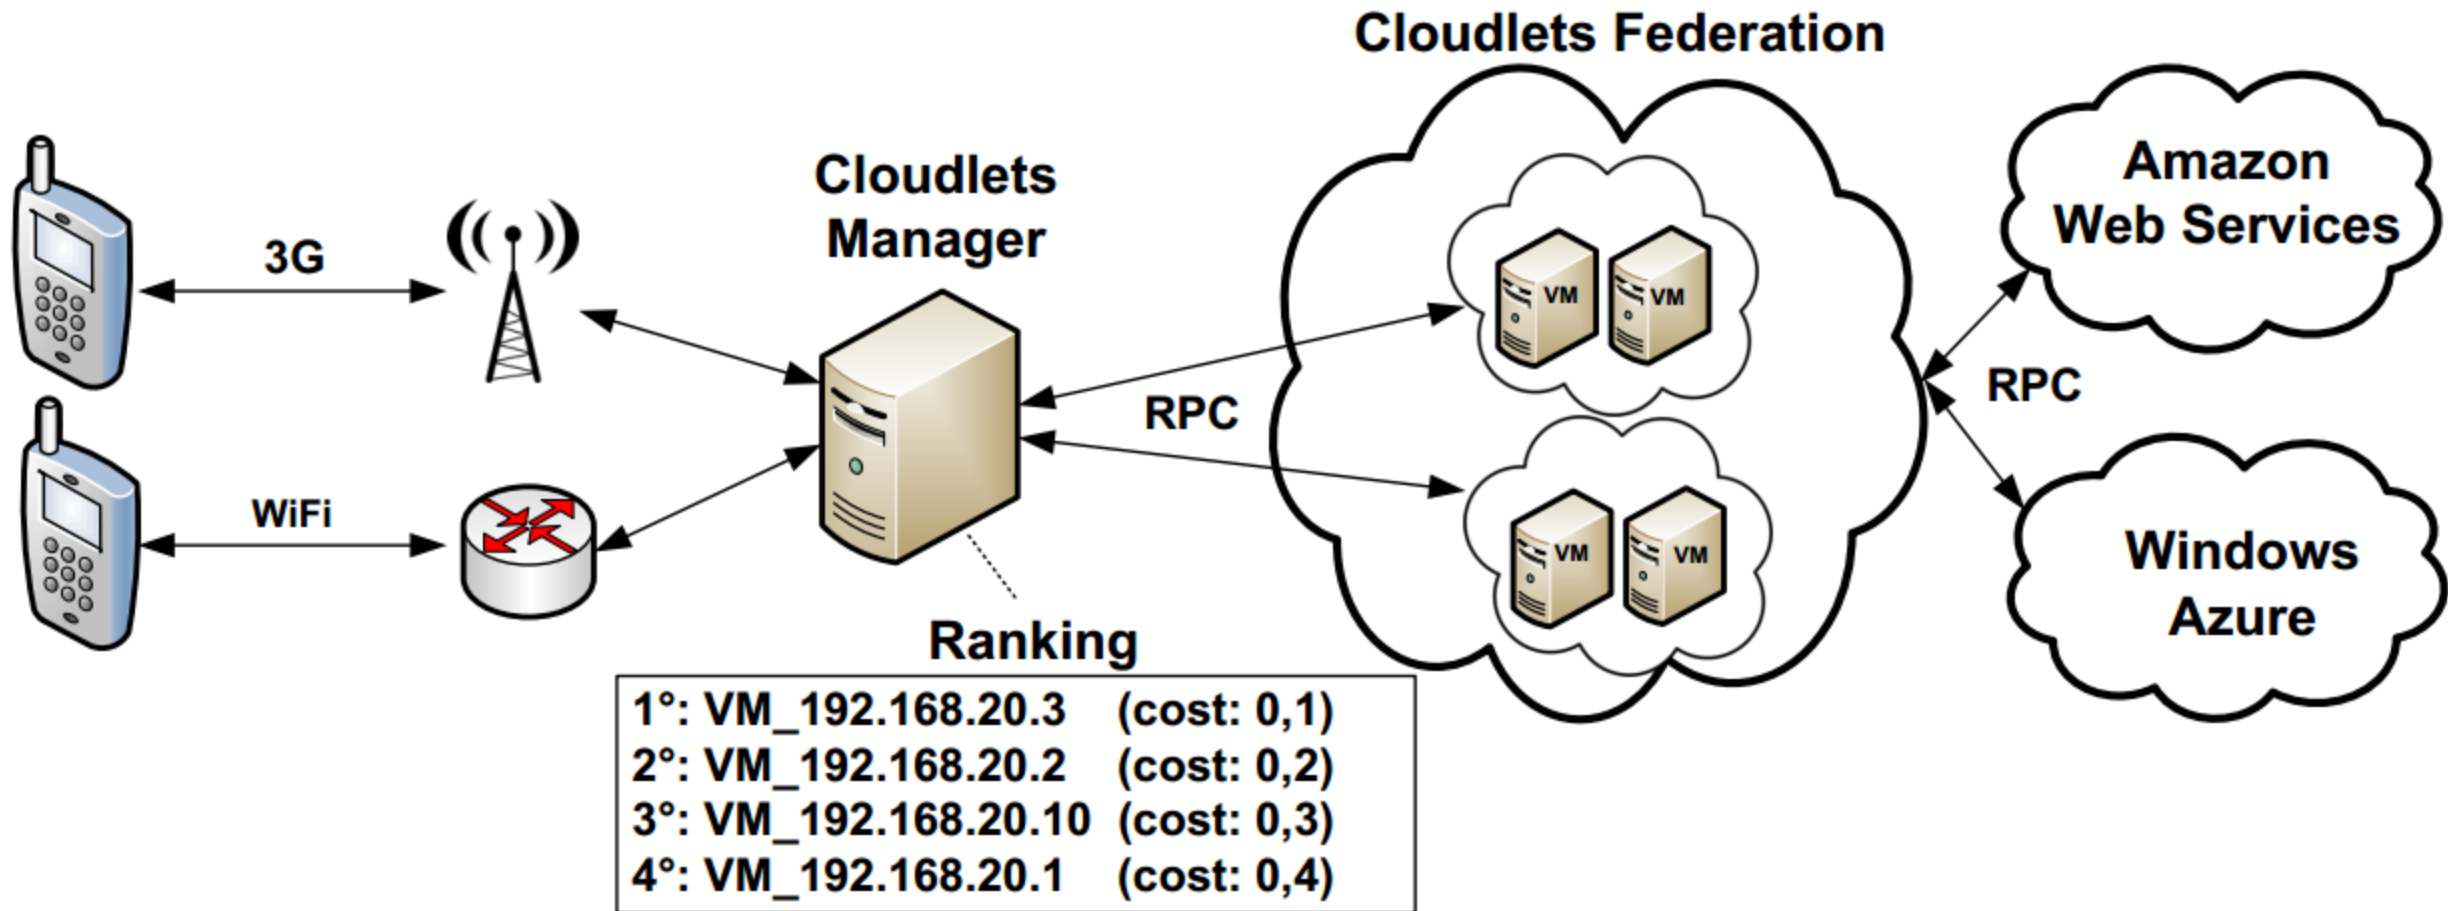 Cloudlets Federation
Cloudlets
Manager
3G
WiFi
RPC
VM
VM
VM
VM
Amazon
Web Services
RPC
Windows
Azure
Ranking
1°: VM_192.168.20.3 (cost: 0,1)
2°: VM_192.168.20.2 (cost: 0,2)
3°: VM_192.168.20.10 (cost: 0,3)
4°: VM_192.168.20.1 (cost: 0,4)